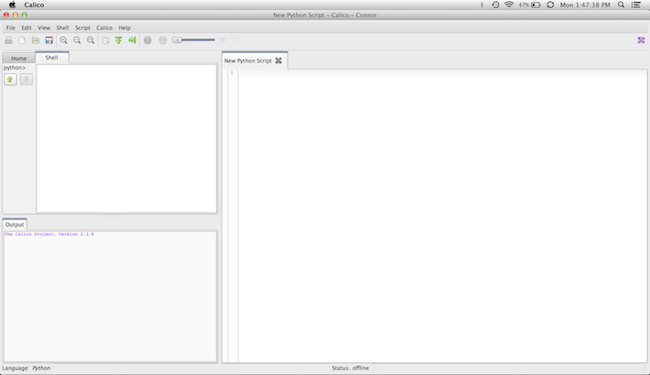 Calico 47% Mon 1:47:38 PM
New Python Script – Calico – Connor
File Edit View Shell Script Calico Help
Home Shell
python>
New Python Script
1
Output
The Calico Project, Version 2.3.0
Language: Python
Status: offline